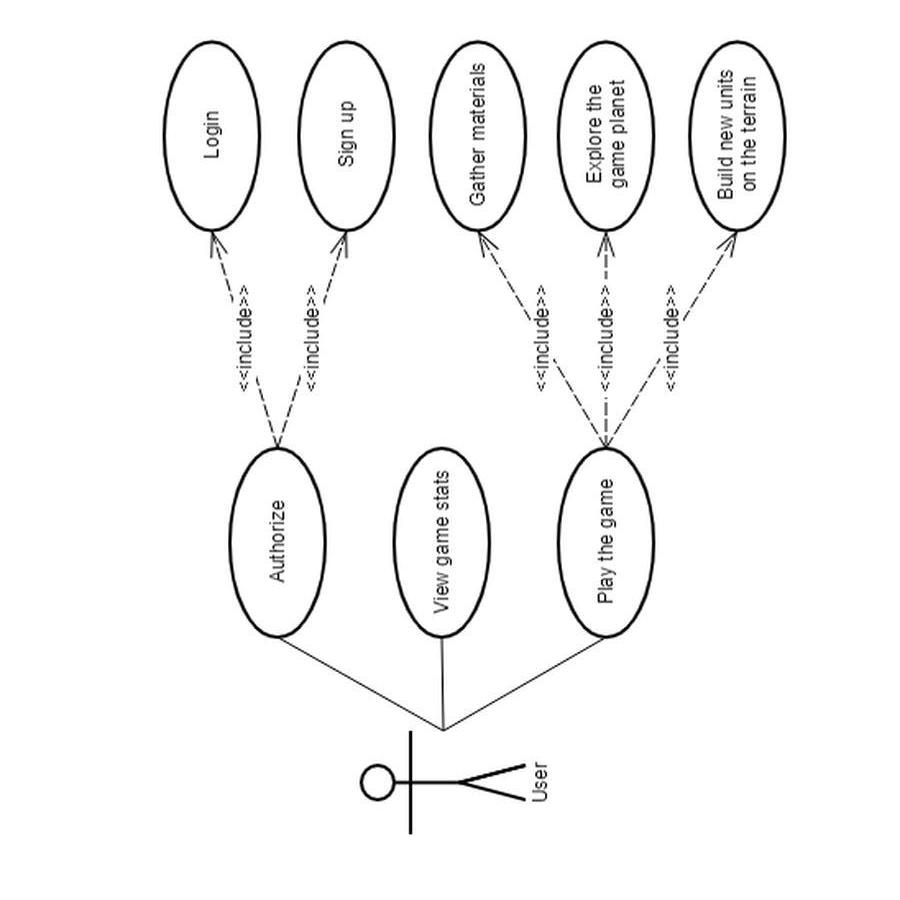 Login
<<include>>
Authorize
<<include>>
Sign up
Gather materials
<<include>>
View game stats
User
Explore the
game planet
<<include>>
Play the game
<<include>>
Build new units
on the terrain